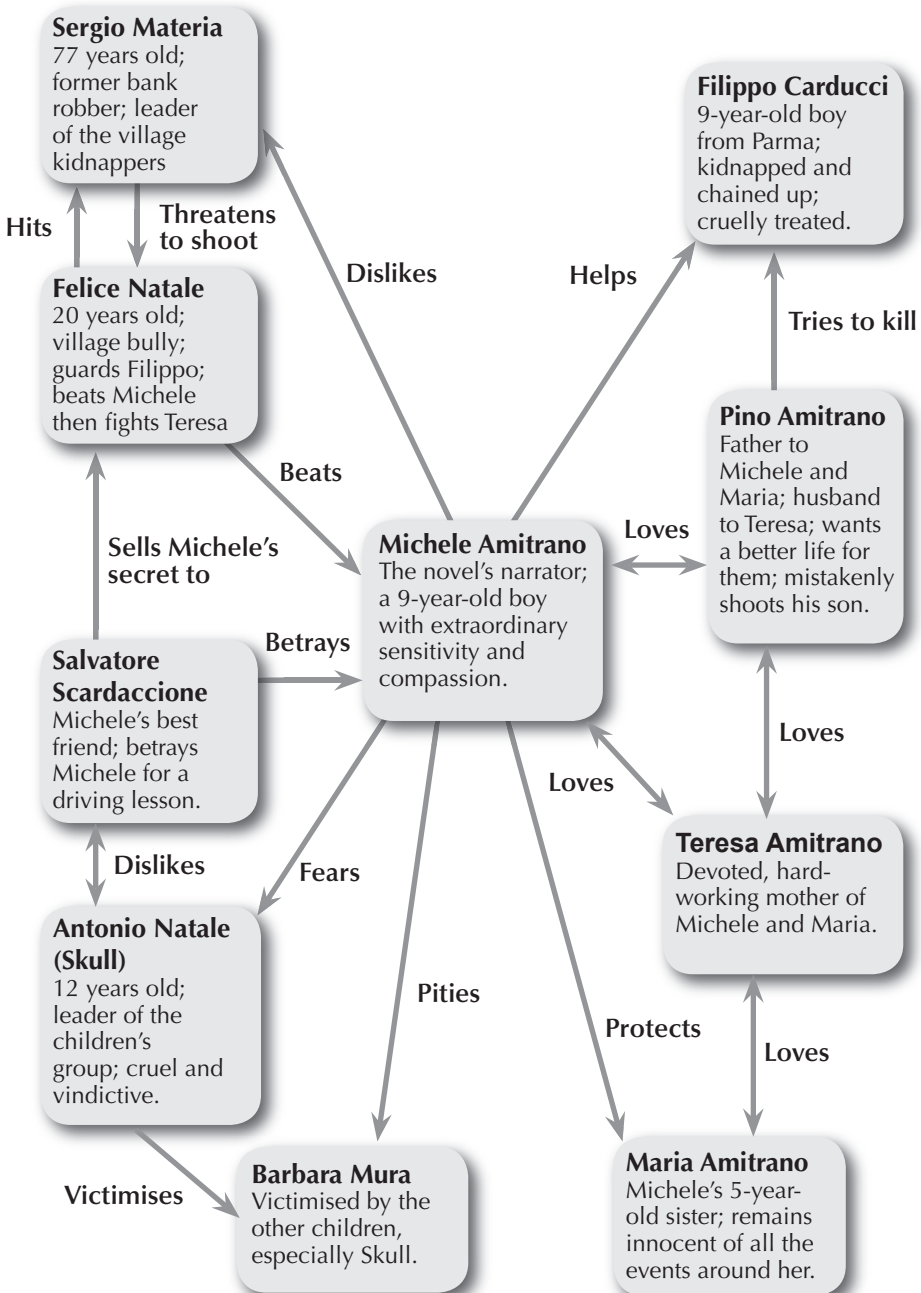 Sergio Materia
77 years old;
former bank
robber; leader
of the village
kidnappers
Filippo Carducci
9-year-old boy
from Parma;
kidnapped and
chained up;
cruelly treated.
Hits
Threatens
to shoot
Dislikes
Helps
Tries to kill
Felice Natale
20 years old;
village bully;
guards Filippo;
beats Michele
then fights Teresa
Pino Amitrano
Father to
Michele and
Maria; husband
to Teresa; wants
a better life for
them; mistakenly
shoots his son.
Beats
Loves
Michele Amitrano
The novel’s narrator;
a 9-year-old boy
with extraordinary
sensitivity and
compassion.
Sells Michele’s
secret to
Betrays
Salvatore
Scardaccione
Michele’s best
friend; betrays
Michele for a
driving lesson.
Loves
Loves
Teresa Amitrano
Devoted, hard-
working mother of
Michele and Maria.
Dislikes
Fears
Antonio Natale
(Skull)
12 years old;
leader of the
children’s
group; cruel and
vindictive.
Pities
Protects
Loves
Victimises
Barbara Mura
Victimised by the
other children,
especially Skull.
Maria Amitrano
Michele’s 5-year-
old sister; remains
innocent of all the
events around her.